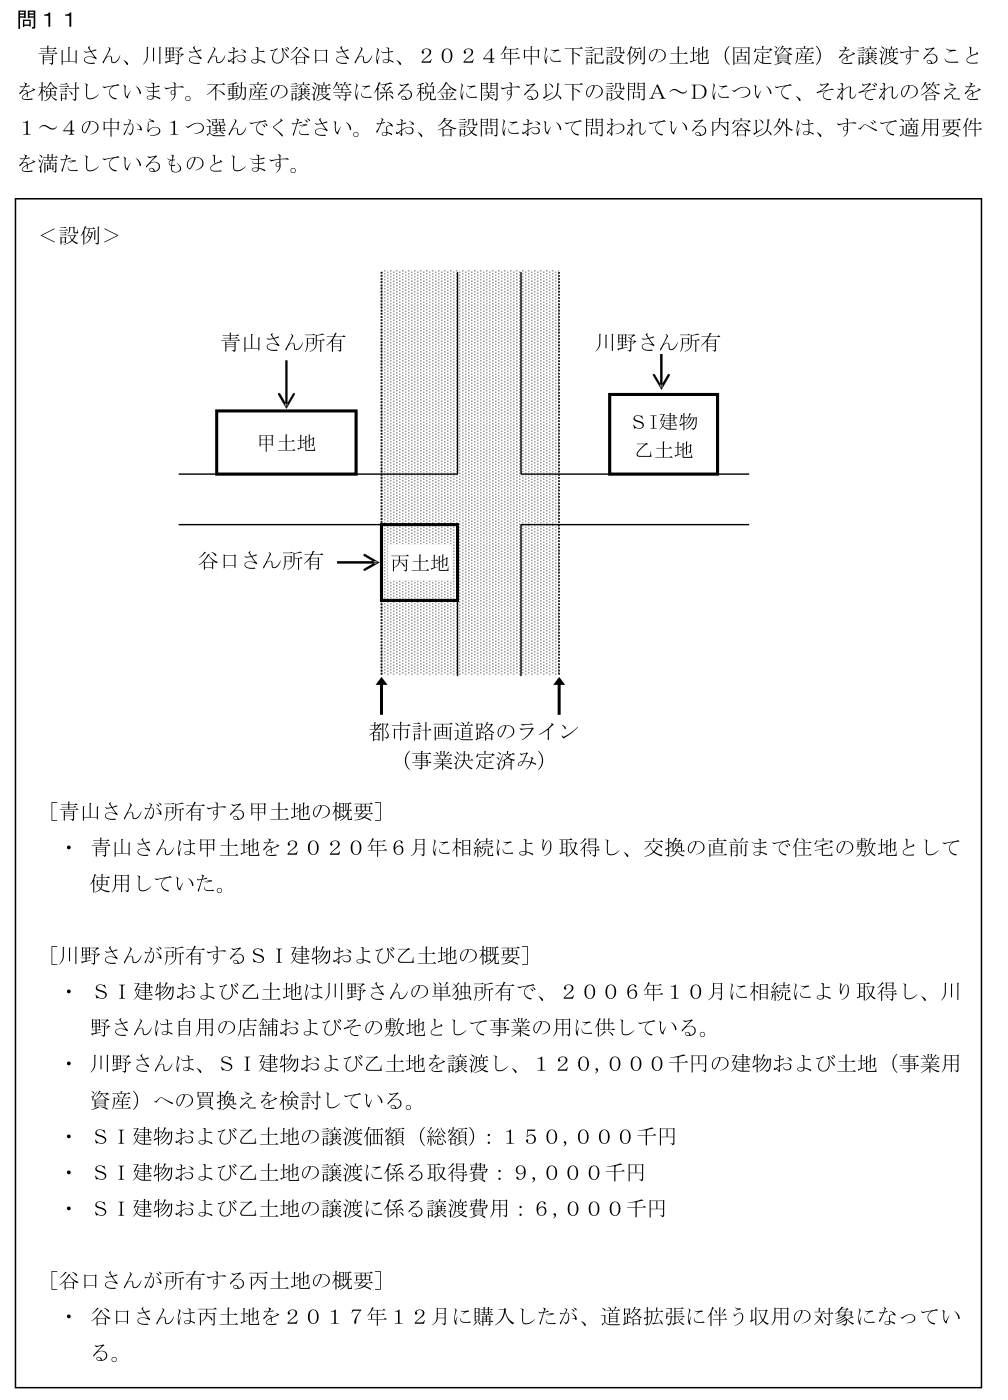 問１１
青山さん、川野さんおよび谷口さんは、２０２４年中に下記設例の土地（固定資産）を譲渡すること
を検討しています。不動産の譲渡等に係る税金に関する以下の設問Ａ～Ｄについて、それぞれの答えを
１～４の中から１つ選んでください。なお、各設問において問われている内容以外は、すべて適用要件
を満たしているものとします。
＜設例＞
青山さん所有
川野さん所有
甲土地
ＳＩ建物
乙土地
谷口さん所有
丙土地
都市計画道路のライン
（事業決定済み）
［青山さんが所有する甲土地の概要］
・ 青山さんは甲土地を２０２０年６月に相続により取得し、交換の直前まで住宅の敷地として
使用していた。
［川野さんが所有するＳＩ建物および乙土地の概要］
・ ＳＩ建物および乙土地は川野さんの単独所有で、２００６年１０月に相続により取得し、川
野さんは自用の店舗およびその敷地として事業の用に供している。
・ 川野さんは、ＳＩ建物および乙土地を譲渡し、１２０,０００千円の建物および土地（事業用
資産）への買換えを検討している。
・ ＳＩ建物および乙土地の譲渡価額（総額）：１５０,０００千円
・ ＳＩ建物および乙土地の譲渡に係る取得費：９,０００千円
・ ＳＩ建物および乙土地の譲渡に係る譲渡費用：６,０００千円
［谷口さんが所有する丙土地の概要］
・ 谷口さんは丙土地を２０１７年１２月に購入したが、道路拡張に伴う収用の対象になってい
る。